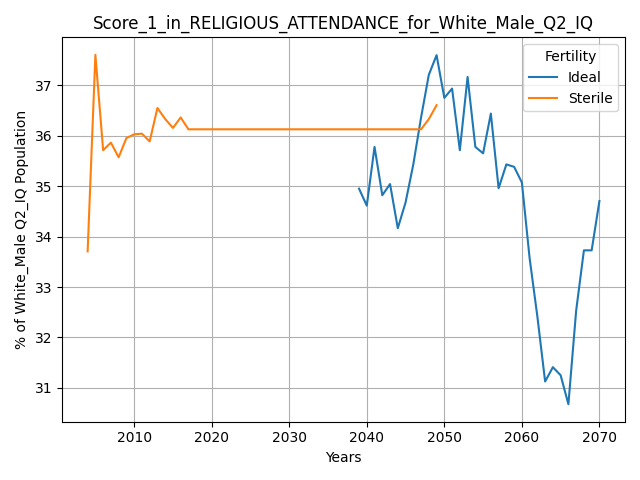 Score_1_in_RELIGIOUS_ATTENDANCE_for_White_Male_Q2_IQ
Fertility
Ideal
Sterile
% of White_Male Q2_IQ Population
37
36
35
34
33
32
31
2010
2020
2030
2040
2050
2060
2070
Years